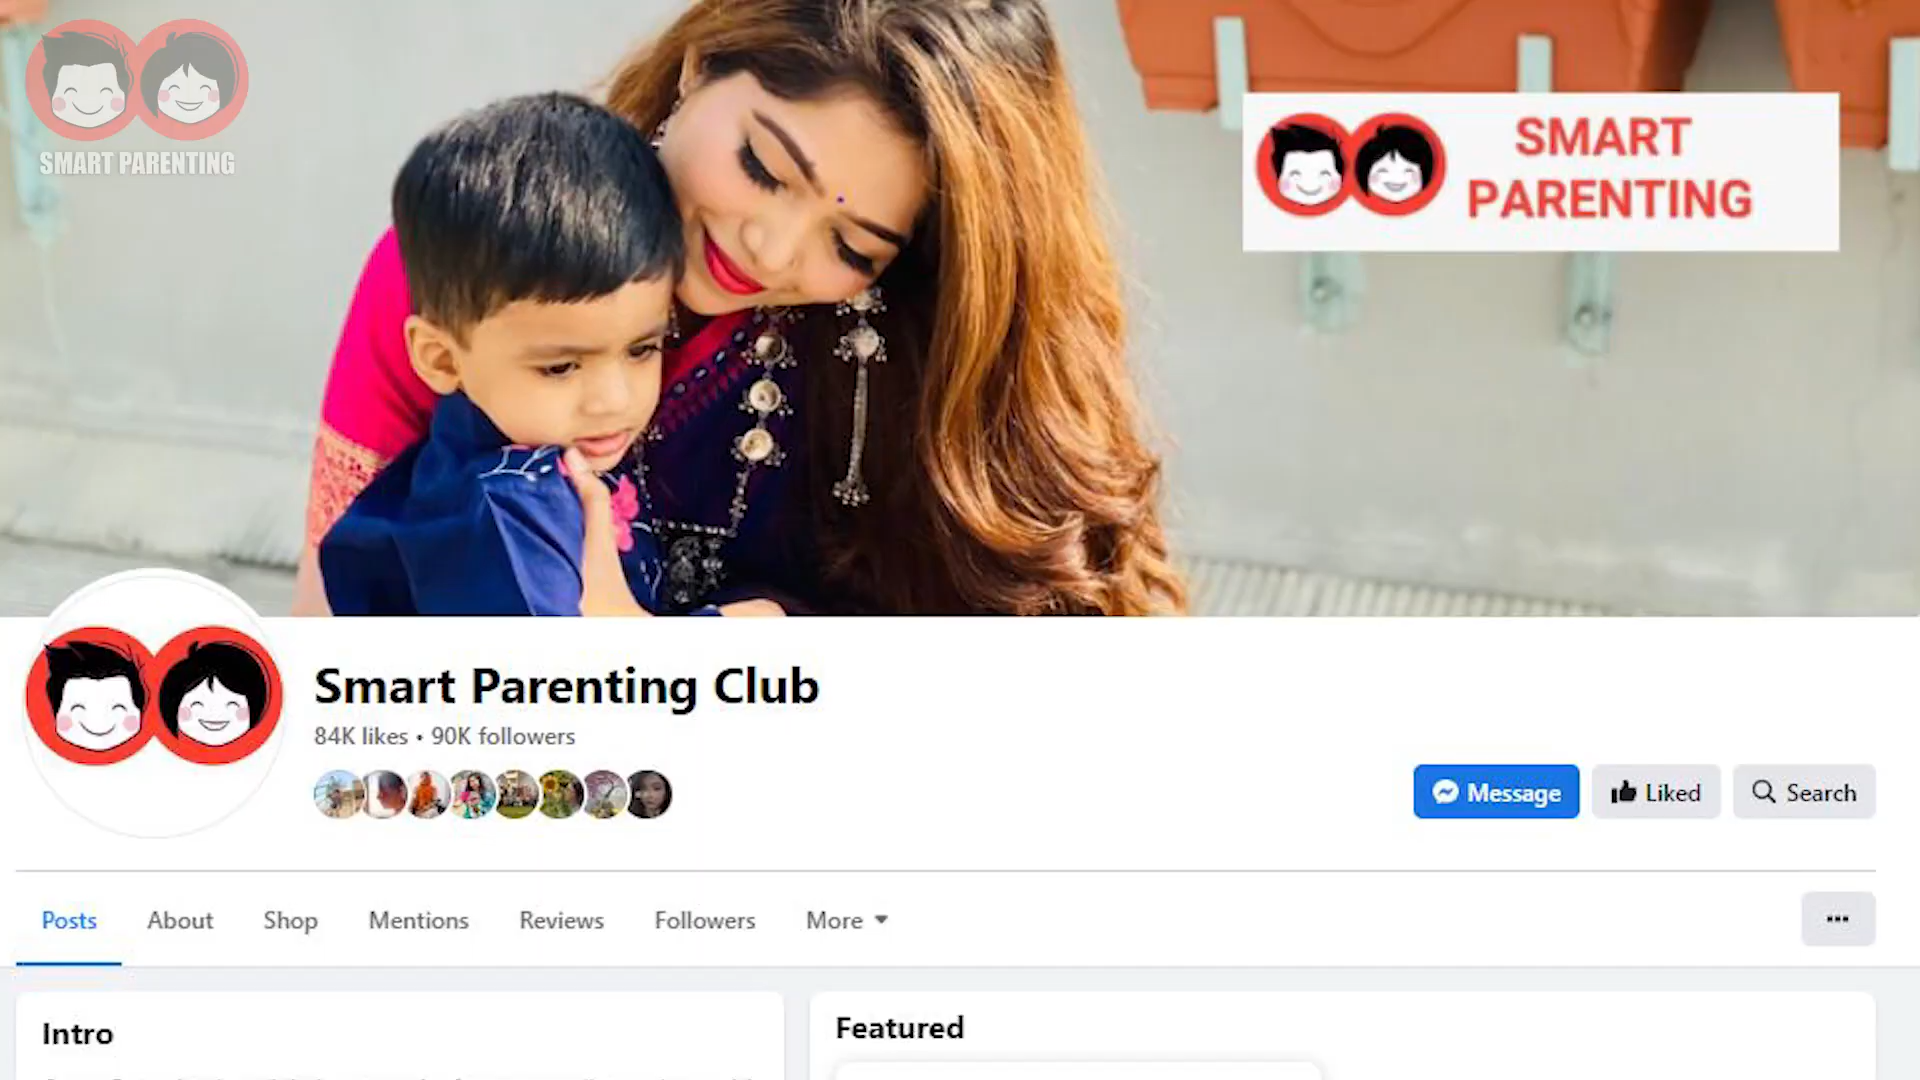 SMART PARENTING
SMART
PARENTING
Smart Parenting Club
84K likes • 90K followers
Message
Liked
Search
Posts
About
Shop
Mentions
Reviews
Followers
More
Intro
Featured